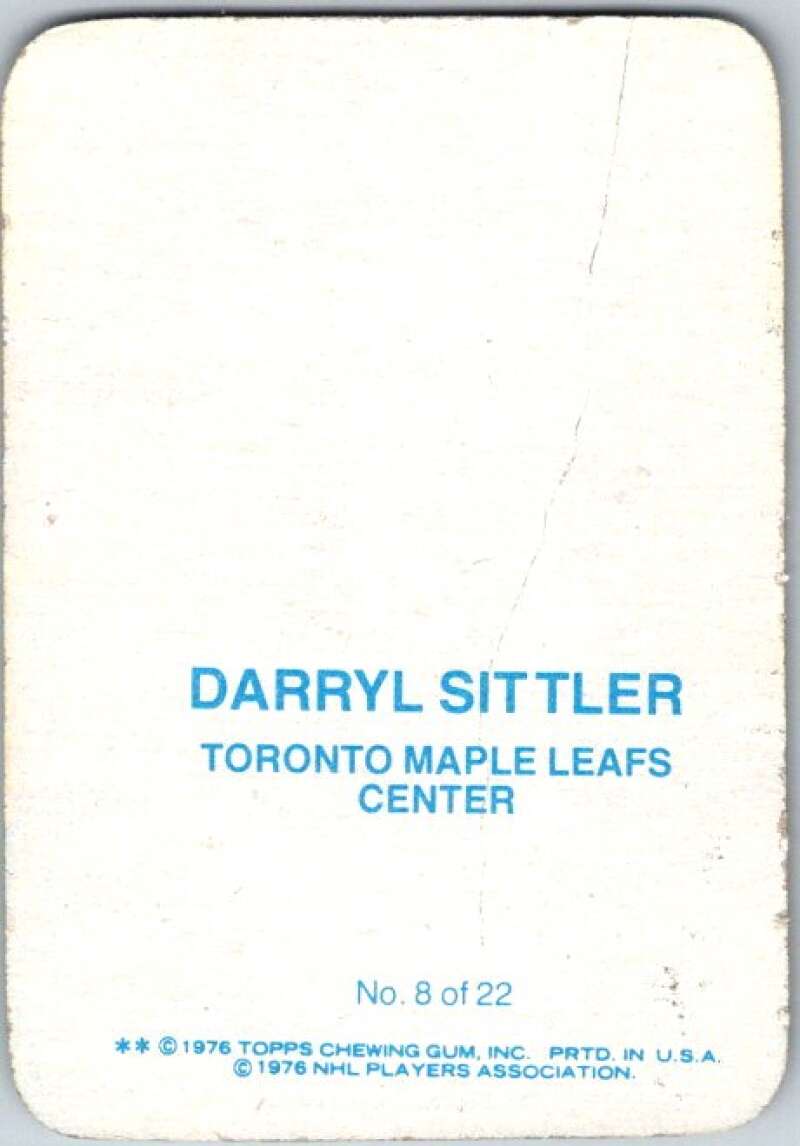 DARRYL SITTLER
TORONTO MAPLE LEAFS
CENTER
No. 8 of 22
** ©1976 TOPPS CHEWING GUM, INC. PRTD. IN U.S.A.
©1976 NHL PLAYERS ASSOCIATION.